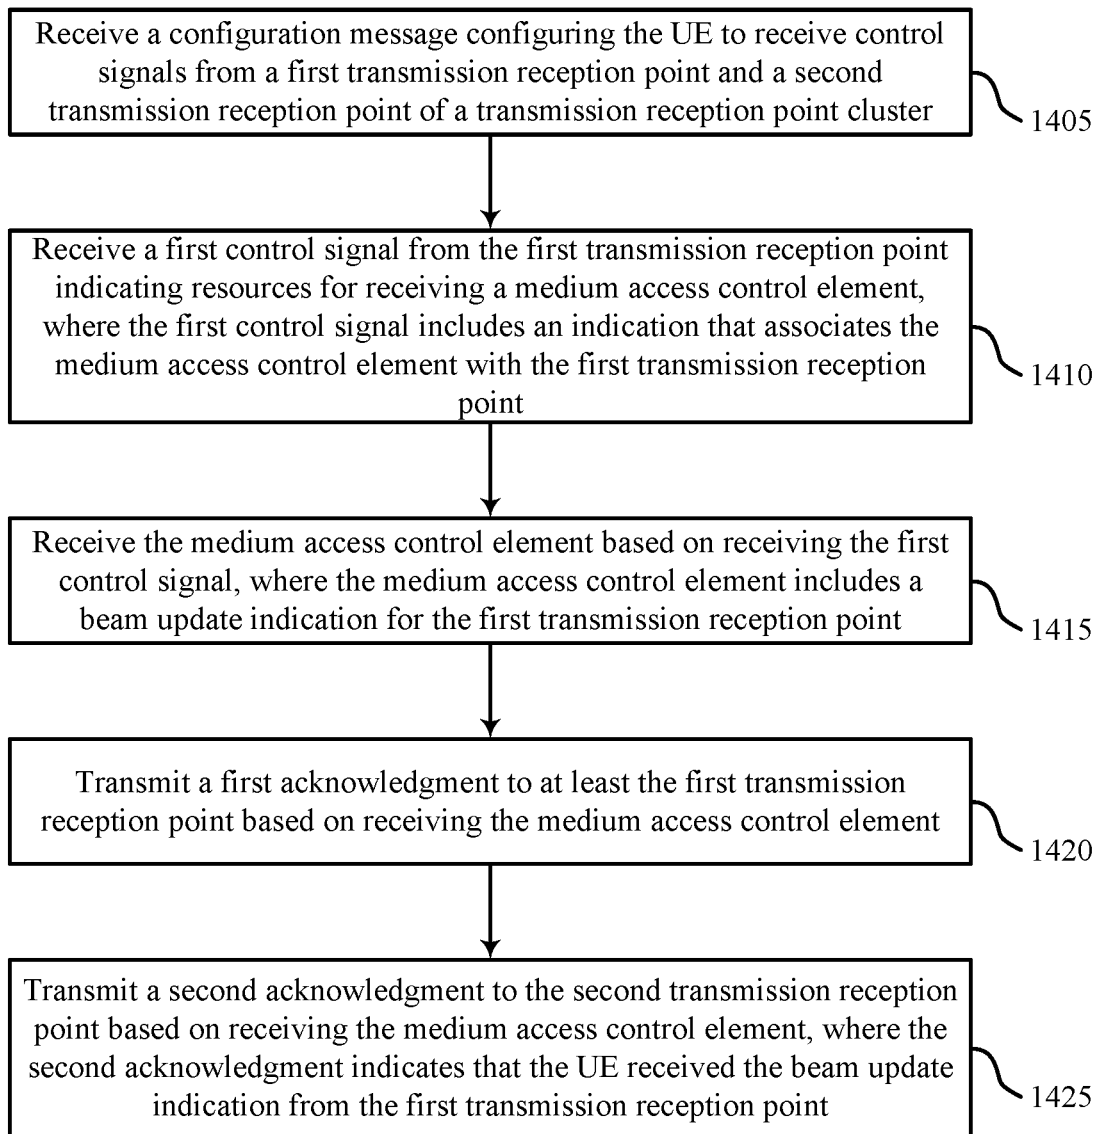 Receive a configuration message configuring the UE to receive control
signals from a first transmission reception point and a second
transmission reception point of a transmission reception point cluster
1405
Receive a first control signal from the first transmission reception point
indicating resources for receiving a medium access control element,
where the first control signal includes an indication that associates the
medium access control element with the first transmission reception
point
1410
Receive the medium access control element based on receiving the first
control signal, where the medium access control element includes a
beam update indication for the first transmission reception point
1415
Transmit a first acknowledgment to at least the first transmission
reception point based on receiving the medium access control element
1420
Transmit a second acknowledgment to the second transmission reception
point based on receiving the medium access control element, where the
second acknowledgment indicates that the UE received the beam update
indication from the first transmission reception point
1425